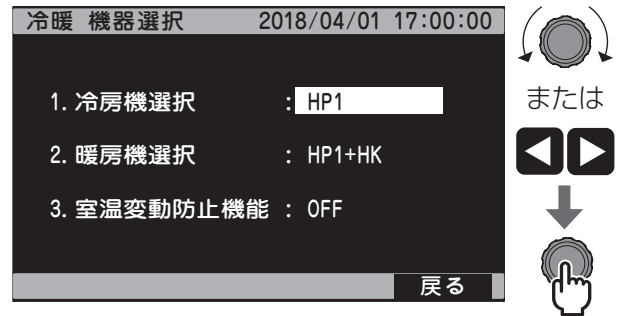 冷暖 機器選択 2018/04/01 17:00:00
1. 冷房機選択 : HP1
2. 暖房機選択 : HP1+HK
3. 室温変動防止機能 : OFF
戻る
または